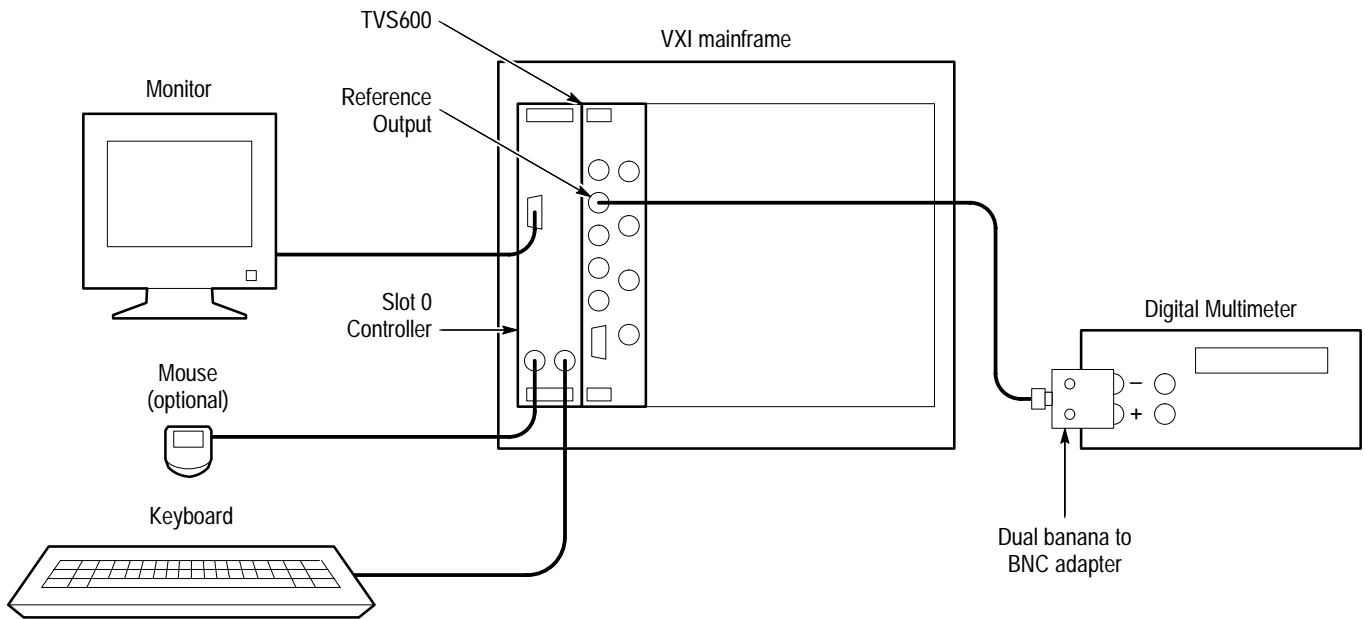 TVS600
VXI mainframe
Monitor
Reference
Output
Slot 0
Controller
Digital Multimeter
Mouse
(optional)
–
+
Keyboard
Dual banana to
BNC adapter